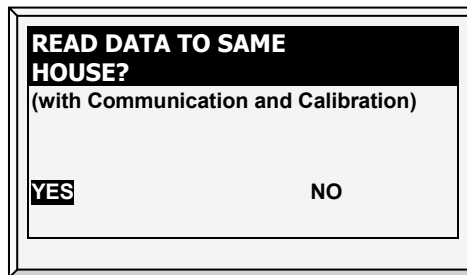 READ DATA TO SAME
HOUSE?
(with Communication and Calibration)
YES NO